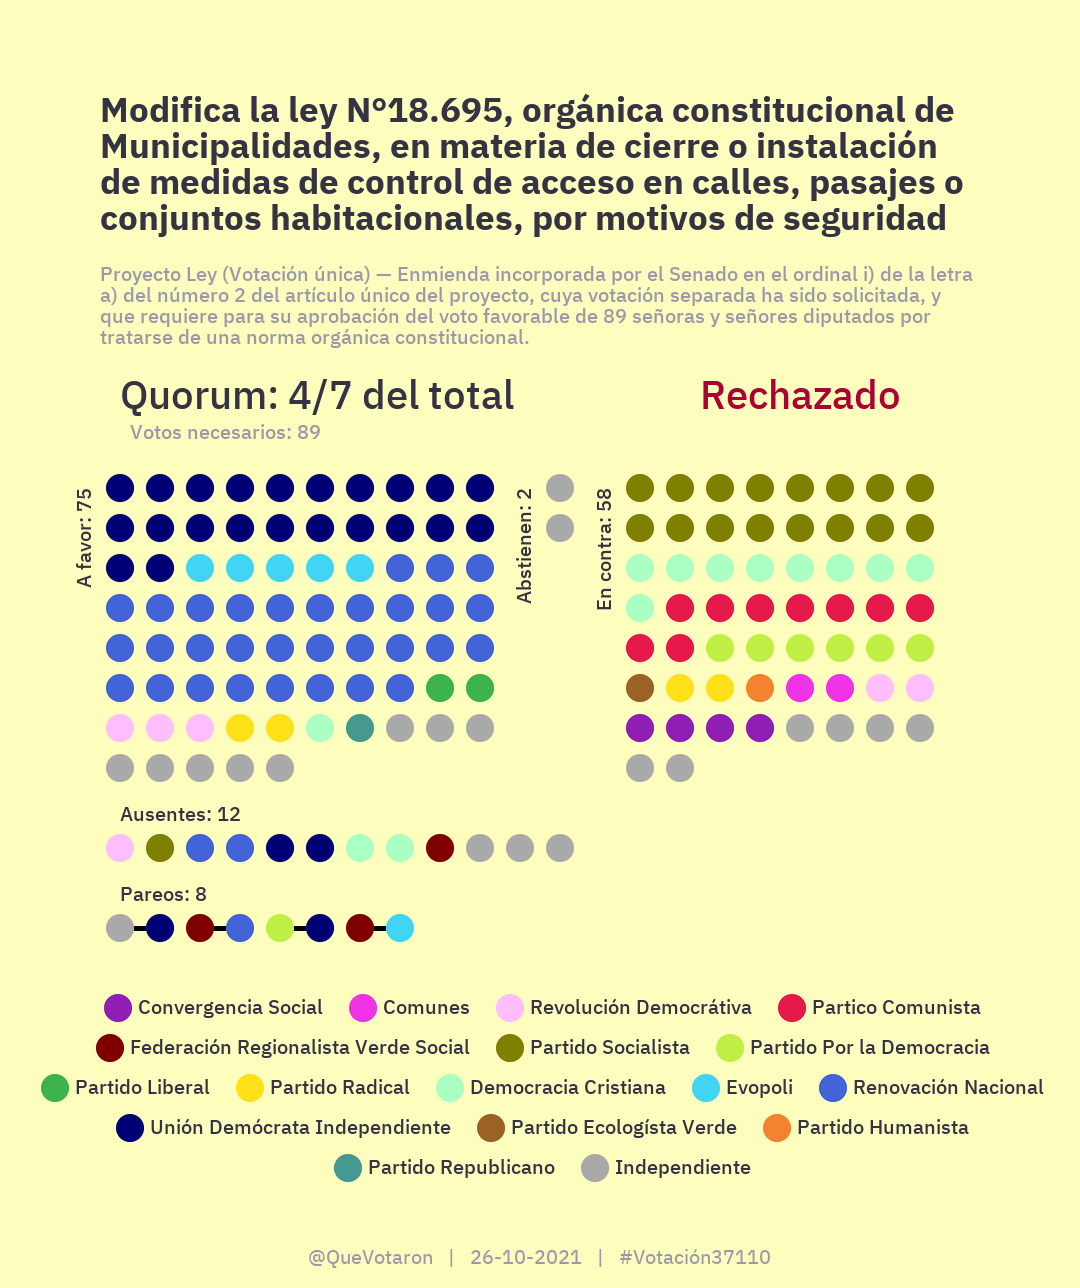 Modifica la ley N°18.695, orgánica constitucional de
Municipalidades, en materia de cierre o instalación
de medidas de control de acceso en calles, pasajes o
conjuntos habitacionales, por motivos de seguridad
Proyecto Ley (Votación única) — Enmienda incorporada por el Senado en el ordinal i) de la letra
a) del número 2 del artículo único del proyecto, cuya votación separada ha sido solicitada, y
que requiere para su aprobación del voto favorable de 89 señoras y señores diputados por
tratarse de una norma orgánica constitucional.
Quorum: 4/7 del total
Rechazado
Votos necesarios: 89
A favor: 75
Abstienen: 2
En contra: 58
Ausentes: 12
Pareos: 8
Convergencia Social Comunes Revolución Democrátiva Partico Comunista
Federación Regionalista Verde Social Partido Socialista Partido Por la Democracia
Partido Liberal Partido Radical Democracia Cristiana Evopoli Renovación Nacional
Unión Demócrata Independiente Partido Ecologísta Verde Partido Humanista
Partido Republicano Independiente
@QueVotaron | 26-10-2021 | #Votación37110